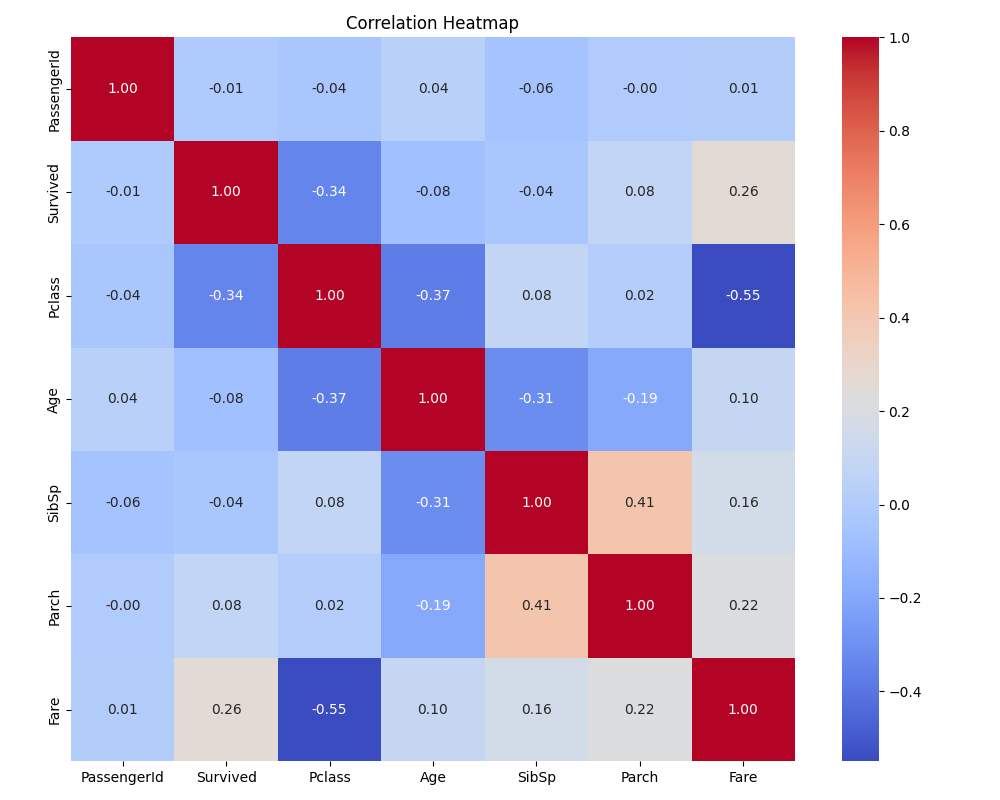 Correlation Heatmap
PassengerId 1.00 -0.01 -0.04 0.04 -0.06 -0.00 0.01
Survived -0.01 1.00 -0.34 -0.08 -0.04 0.08 0.26
Pclass -0.04 -0.34 1.00 -0.37 0.08 0.02 -0.55
Age 0.04 -0.08 -0.37 1.00 -0.31 -0.19 0.10
SibSp -0.06 -0.04 0.08 -0.31 1.00 0.41 0.16
Parch -0.00 0.08 0.02 -0.19 0.41 1.00 0.22
Fare 0.01 0.26 -0.55 0.10 0.16 0.22 1.00
PassengerId Survived Pclass Age SibSp Parch Fare
1.0
0.8
0.6
0.4
0.2
0.0
−0.2
−0.4